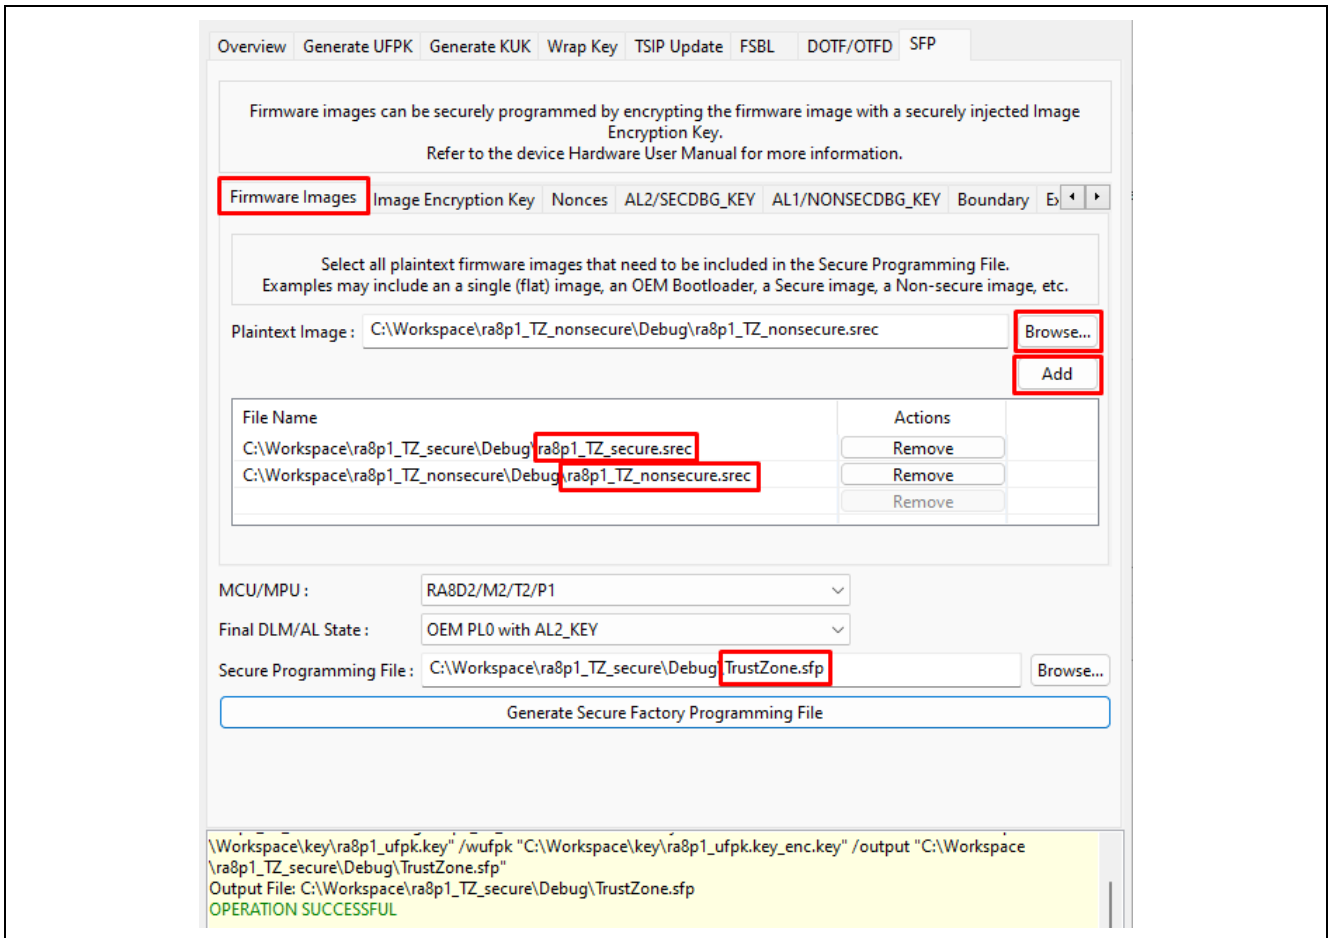 Overview Generate UFPK Generate KUK Wrap Key TSIP Update FSBL DOTF/OTFD SFP
Firmware images can be securely programmed by encrypting the firmware image with a securely injected Image
Encryption Key.
Refer to the device Hardware User Manual for more information.
Firmware Images Image Encryption Key Nonces AL2/SECDBG_KEY AL1/NONSECDBG_KEY Boundary
Select all plaintext firmware images that need to be included in the Secure Programming File.
Examples may include an a single (flat) image, an OEM Bootloader, a Secure image, a Non-secure image, etc.
Plaintext Image : C:\Workspace\ra8p1_TZ_nonsecure\Debug\ra8p1_TZ_nonsecure.srec Browse...
Add
File Name Actions
C:\Workspace\ra8p1_TZ_secure\Debug\ra8p1_TZ_secure.srec Remove
C:\Workspace\ra8p1_TZ_nonsecure\Debug\ra8p1_TZ_nonsecure.srec Remove
Remove
MCU/MPU : RA8D2/M2/T2/P1
Final DLM/AL State : OEM PL0 with AL2_KEY
Secure Programming File : C:\Workspace\ra8p1_TZ_secure\Debug\TrustZone.sfp Browse...
Generate Secure Factory Programming File
\Workspace\key\ra8p1_ufpk.key" /wufpk "C:\Workspace\key\ra8p1_ufpk.key_enc.key" /output "C:\Workspace
\ra8p1_TZ_secure\Debug\TrustZone.sfp"
Output File: C:\Workspace\ra8p1_TZ_secure\Debug\TrustZone.sfp
OPERATION SUCCESSFUL